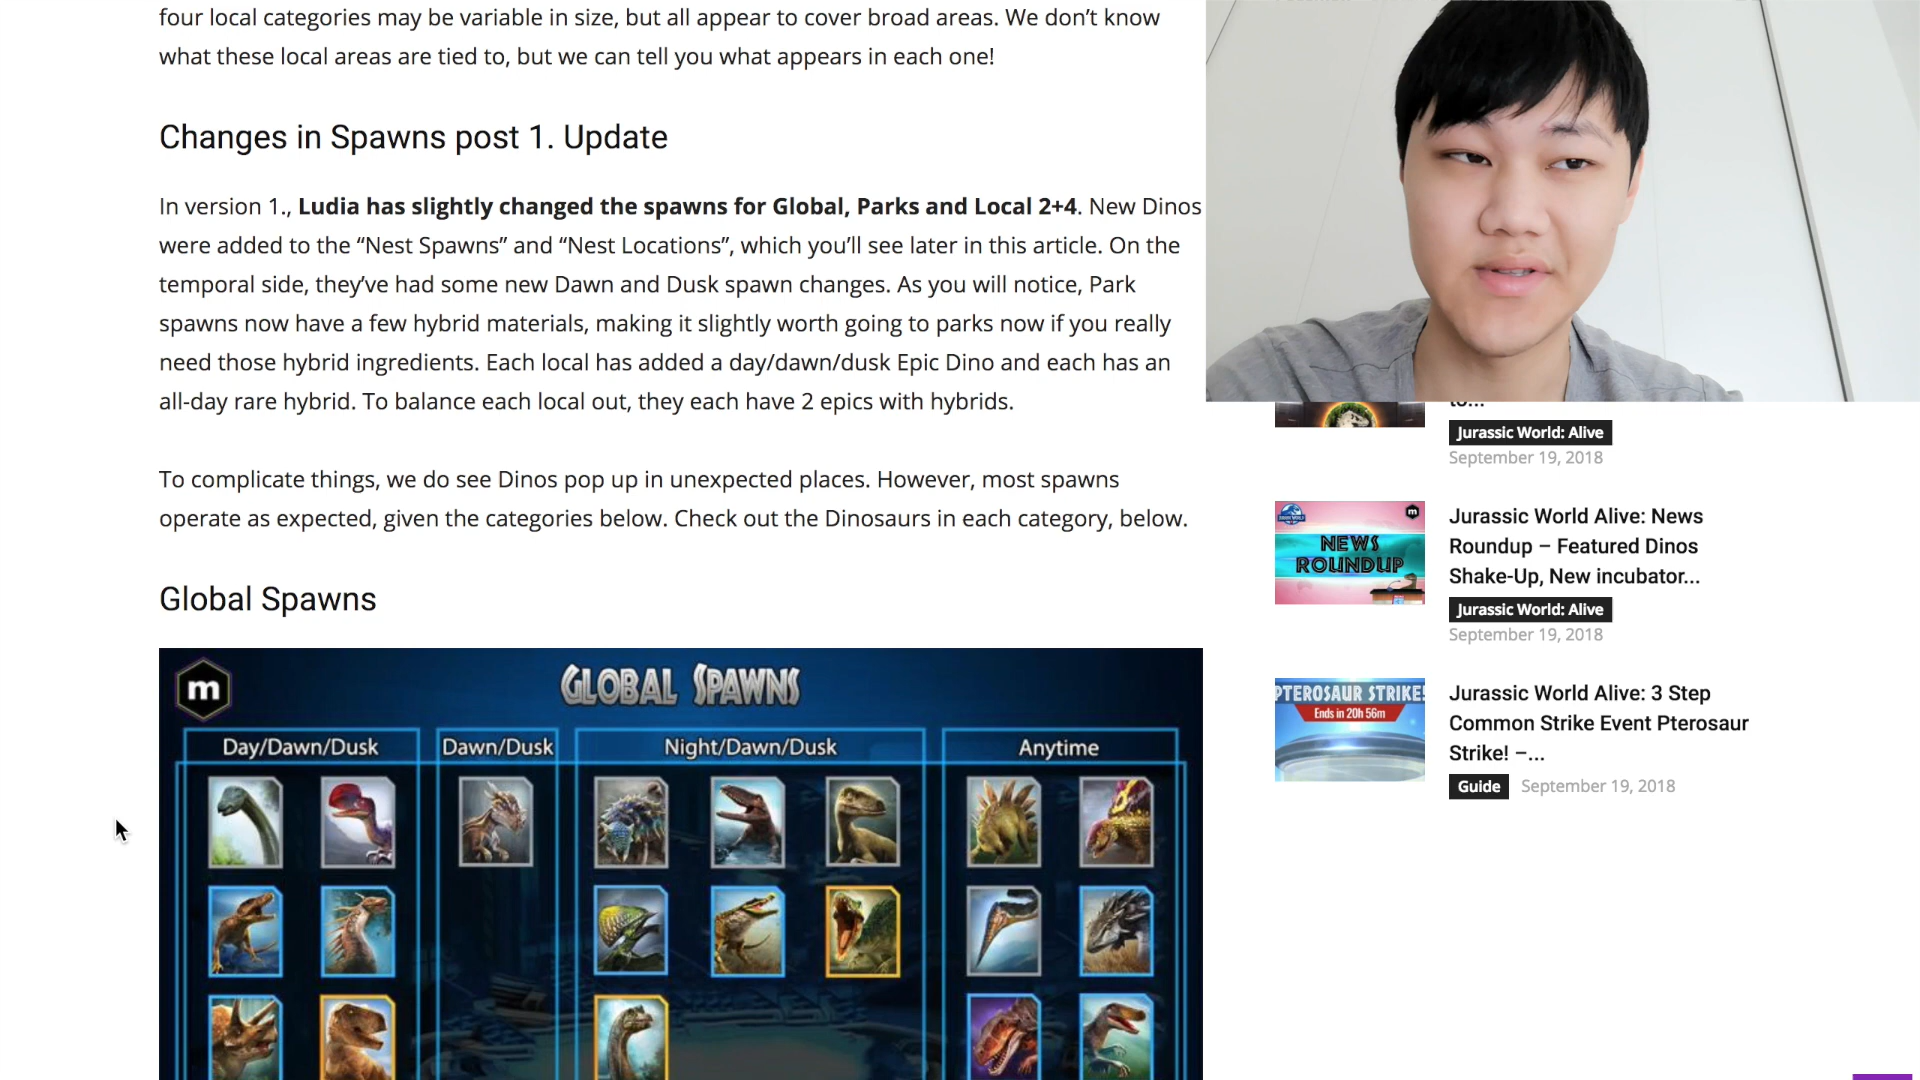 four local categories may be variable in size, but all appear to cover broad areas. We don’t know
what these local areas are tied to, but we can tell you what appears in each one!
Changes in Spawns post 1. Update
In version 1., Ludia has slightly changed the spawns for Global, Parks and Local 2+4. New Dinos
were added to the “Nest Spawns” and “Nest Locations”, which you’ll see later in this article. On the
temporal side, they’ve had some new Dawn and Dusk spawn changes. As you will notice, Park
spawns now have a few hybrid materials, making it slightly worth going to parks now if you really
need those hybrid ingredients. Each local has added a day/dawn/dusk Epic Dino and each has an
all-day rare hybrid. To balance each local out, they each have 2 epics with hybrids.
To complicate things, we do see Dinos pop up in unexpected places. However, most spawns
operate as expected, given the categories below. Check out the Dinosaurs in each category, below.
Global Spawns
m
GLOBAL SPAWNS
Day/Dawn/Dusk
Dawn/Dusk
Night/Dawn/Dusk
Anytime
to...
Jurassic World: Alive
September 19, 2018
m
NEWS
ROUNDUP
Jurassic World Alive: News
Roundup – Featured Dinos
Shake-Up, New incubator...
Jurassic World: Alive
September 19, 2018
PTEROSAUR STRIKE!
Ends in 20h 56m
Jurassic World Alive: 3 Step
Common Strike Event Pterosaur
Strike! –...
Guide September 19, 2018